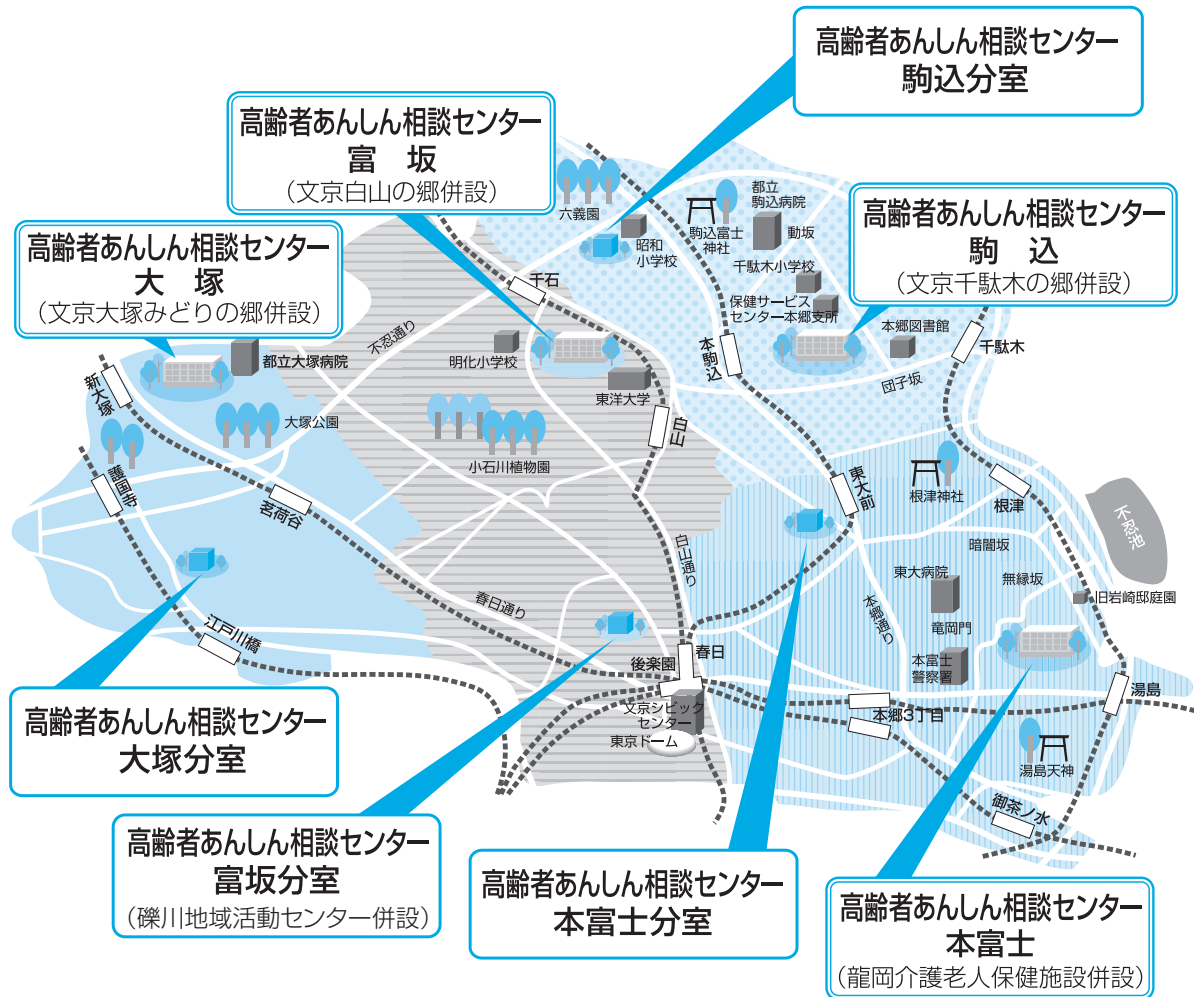 高齢者あんしん相談センター
駒込分室
高齢者あんしん相談センター
富　坂
（文京白山の郷併設）
高齢者あんしん相談センター
駒　込
（文京千駄木の郷併設）
高齢者あんしん相談センター
大　塚
（文京大塚みどりの郷併設）
六義園
昭和
小学校
駒込富士
神社
都立
駒込病院
動坂
千駄木小学校
保健サービス
センター本郷支所
本郷図書館
千駄木
団子坂
本駒込
千石
不忍通り
明化小学校
東洋大学
白山
都立大塚病院
新大塚
大塚公園
小石川植物園
護国寺
茗荷谷
東大前
根津神社
根津
不忍池
暗闇坂
無縁坂
旧岩崎邸庭園
東大病院
竜岡門
本富士
警察署
白山通り
本郷通り
春日通り
江戸川橋
後楽園
春日
文京シビック
センター
東京ドーム
本郷3丁目
湯島
湯島天神
御茶ノ水
高齢者あんしん相談センター
大塚分室
高齢者あんしん相談センター
富坂分室
（礫川地域活動センター併設）
高齢者あんしん相談センター
本富士分室
高齢者あんしん相談センター
本富士
（龍岡介護老人保健施設併設）